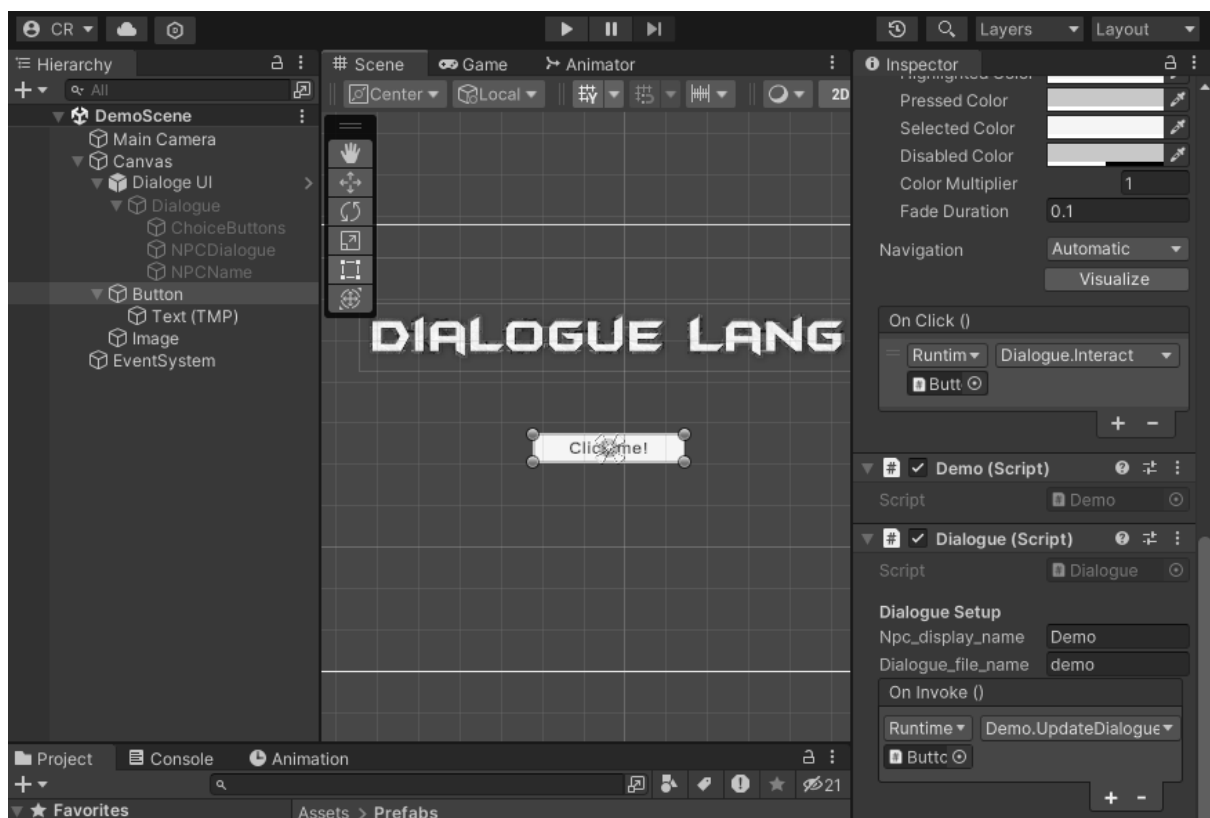 CR
Layers
Layout
Hierarchy
All
DemoScene
Main Camera
Canvas
Dialoge UI
Dialogue
ChoiceButtons
NPCDialogue
NPCName
Button
Text (TMP)
Image
EventSystem
Scene
Game
Animator
Center
Local
2D
DIALOGUE LANG
Click me!
Inspector
Highlighted Color
Pressed Color
Selected Color
Disabled Color
Color Multiplier 1
Fade Duration 0.1
Navigation Automatic
Visualize
On Click ()
Runtim Dialogue.Interact
Butt
Demo (Script)
Script Demo
Dialogue (Script)
Script Dialogue
Dialogue Setup
Npc_display_name Demo
Dialogue_file_name demo
On Invoke ()
Runtime Demo.UpdateDialogue
Buttc
Project
Console
Animation
21
Favorites
Assets > Prefabs